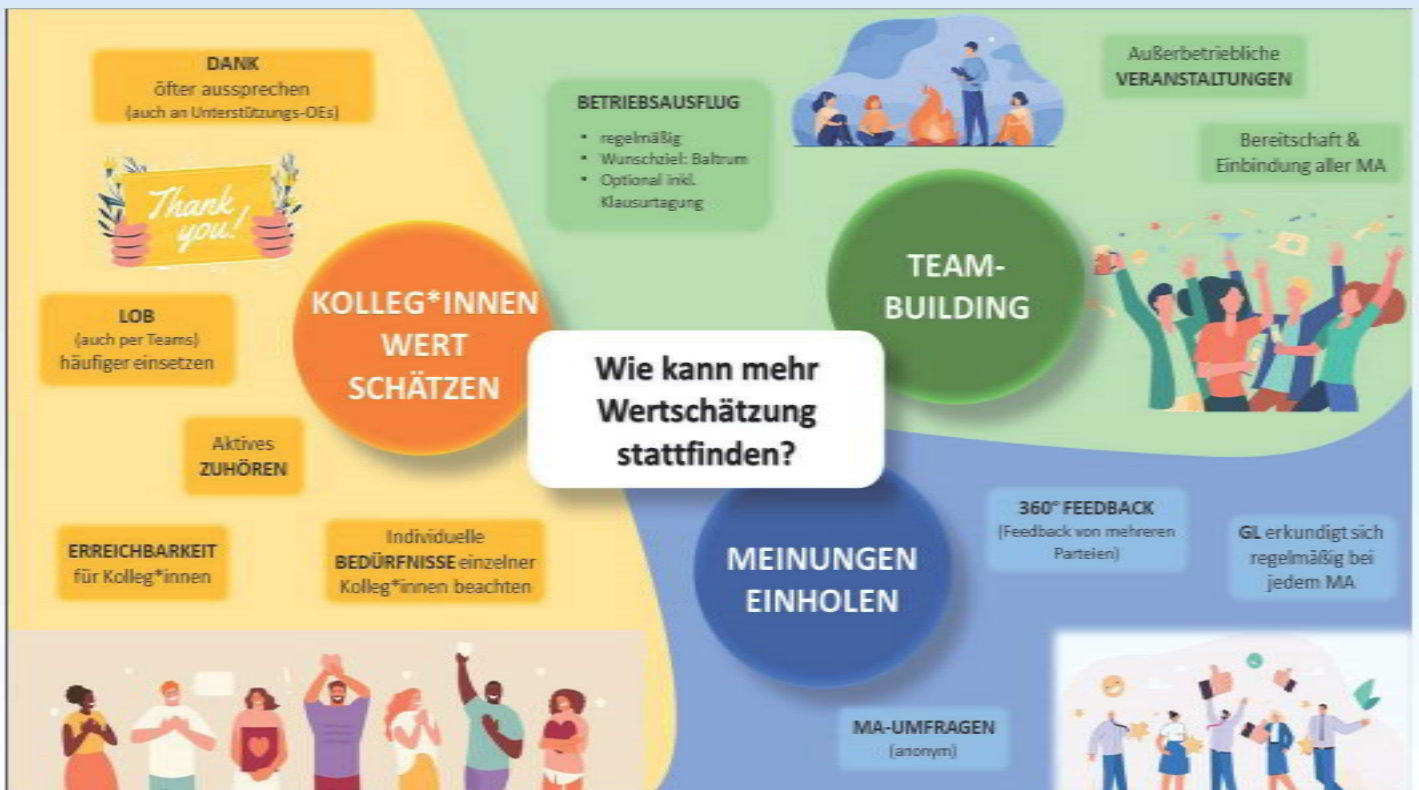 DANK
öfter aussprechen
(auch an Unterstützungs-OEs)
Thank
you!
LOB
(auch per Teams)
häufiger einsetzen
Aktives
ZUHÖREN
ERREICHBARKEIT
für Kolleg*innen
Individuelle
BEDÜRFNISSE einzelner
Kolleg*innen beachten
KOLLEG*INNEN
WERT
SCHÄTZEN
Wie kann mehr
Wertschätzung
stattfinden?
BETRIEBSAUSFLUG
▪ regelmäßig
▪ Wunschziel: Baltrum
▪ Optional inkl.
Klausurtagung
TEAM-
BUILDING
Außerbetriebliche
VERANSTALTUNGEN
Bereitschaft &
Einbindung aller MA
MEINUNGEN
EINHOLEN
360° FEEDBACK
(Feedback von mehreren
Parteien)
GL erkundigt sich
regelmäßig bei
jedem MA
MA-UMFRAGEN
(anonym)